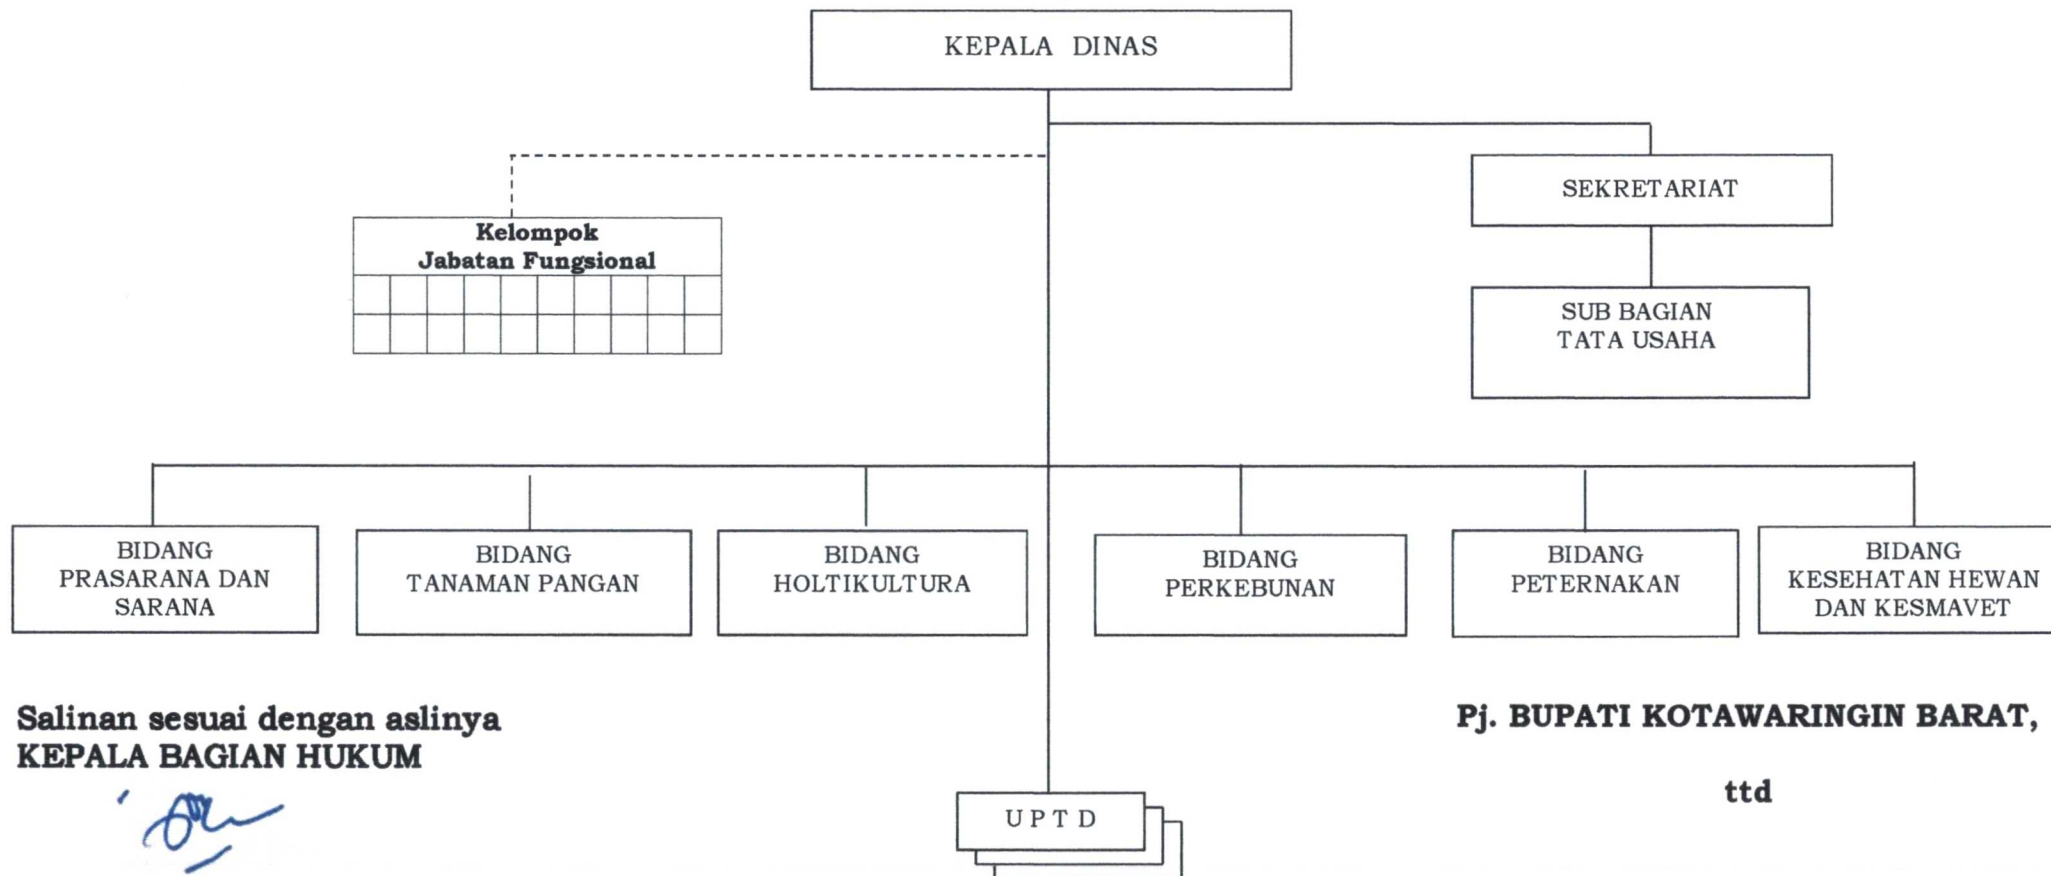 KEPALA DINAS
SEKRETARIAT
Kelompok
Jabatan Fungsional
SUB BAGIAN
TATA USAHA
BIDANG
PRASARANA DAN
SARANA
BIDANG
TANAMAN PANGAN
BIDANG
HOLTIKULTURA
BIDANG
PERKEBUNAN
BIDANG
PETERNAKAN
BIDANG
KESEHATAN HEWAN
DAN KESMAVET
Salinan sesuai dengan aslinya
KEPALA BAGIAN HUKUM
Pj. BUPATI KOTAWARINGIN BARAT,
ttd
U P T D